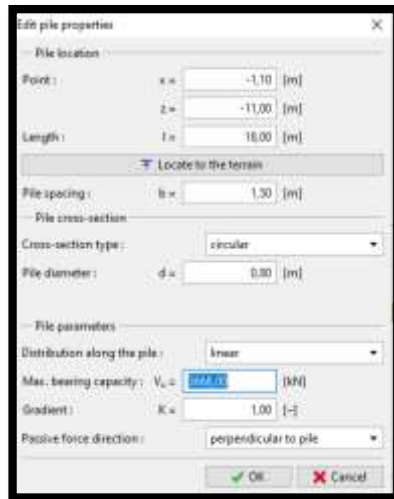 Edit pile properties
Pile location
Point : x = -1,10 [m]
z = -11,00 [m]
Length : l = 18,00 [m]
Locate to the terrain
Pile spacing : b = 1,50 [m]
Pile cross-section
Cross-section type : circular
Pile diameter : d = 0,80 [m]
Pile parameters
Distribution along the pile : linear
Max. bearing capacity : Vu = [kN]
Gradient : K = 1,00 [-]
Passive force direction : perpendicular to pile
OK Cancel